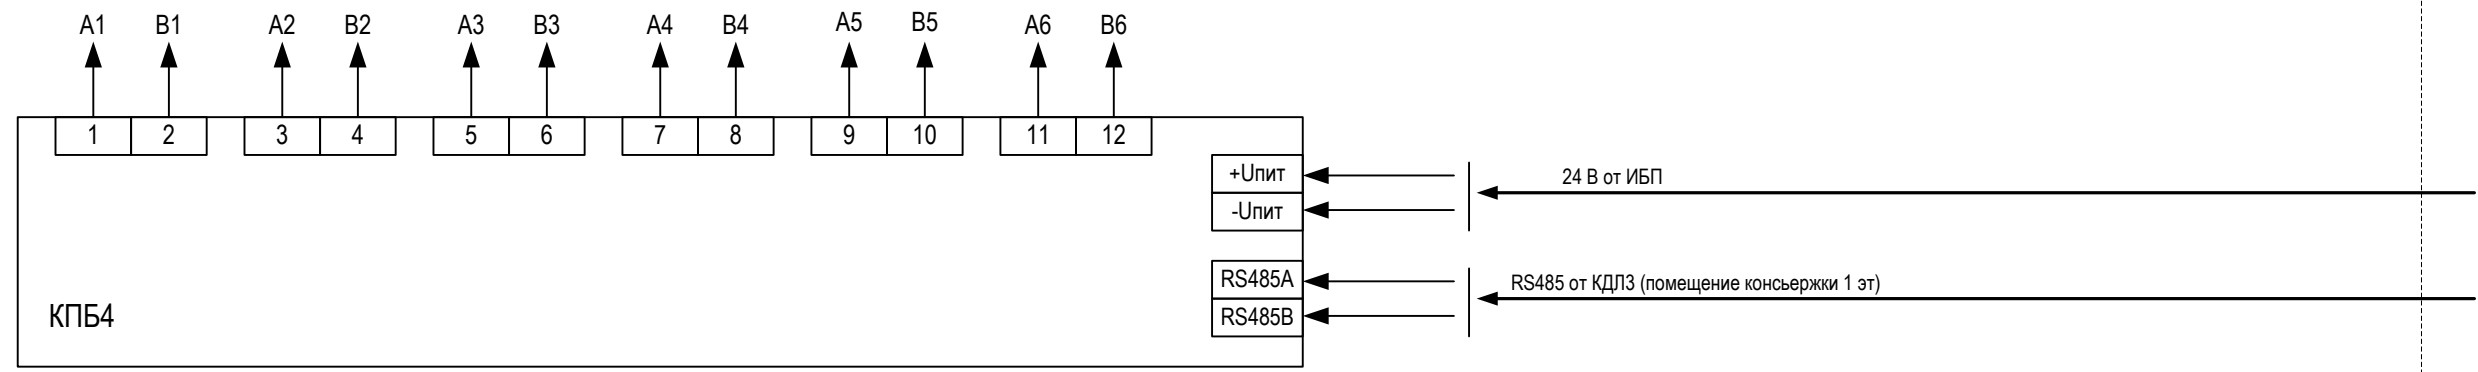 A1 B1 A2 B2 A3 B3 A4 B4 A5 B5 A6 B6
1 2 3 4 5 6 7 8 9 10 11 12
+Uпит
24 В от ИБП
-Uпит
RS485A
RS485 от КДЛ3 (помещение консьержки 1 эт)
RS485B
КПБ4